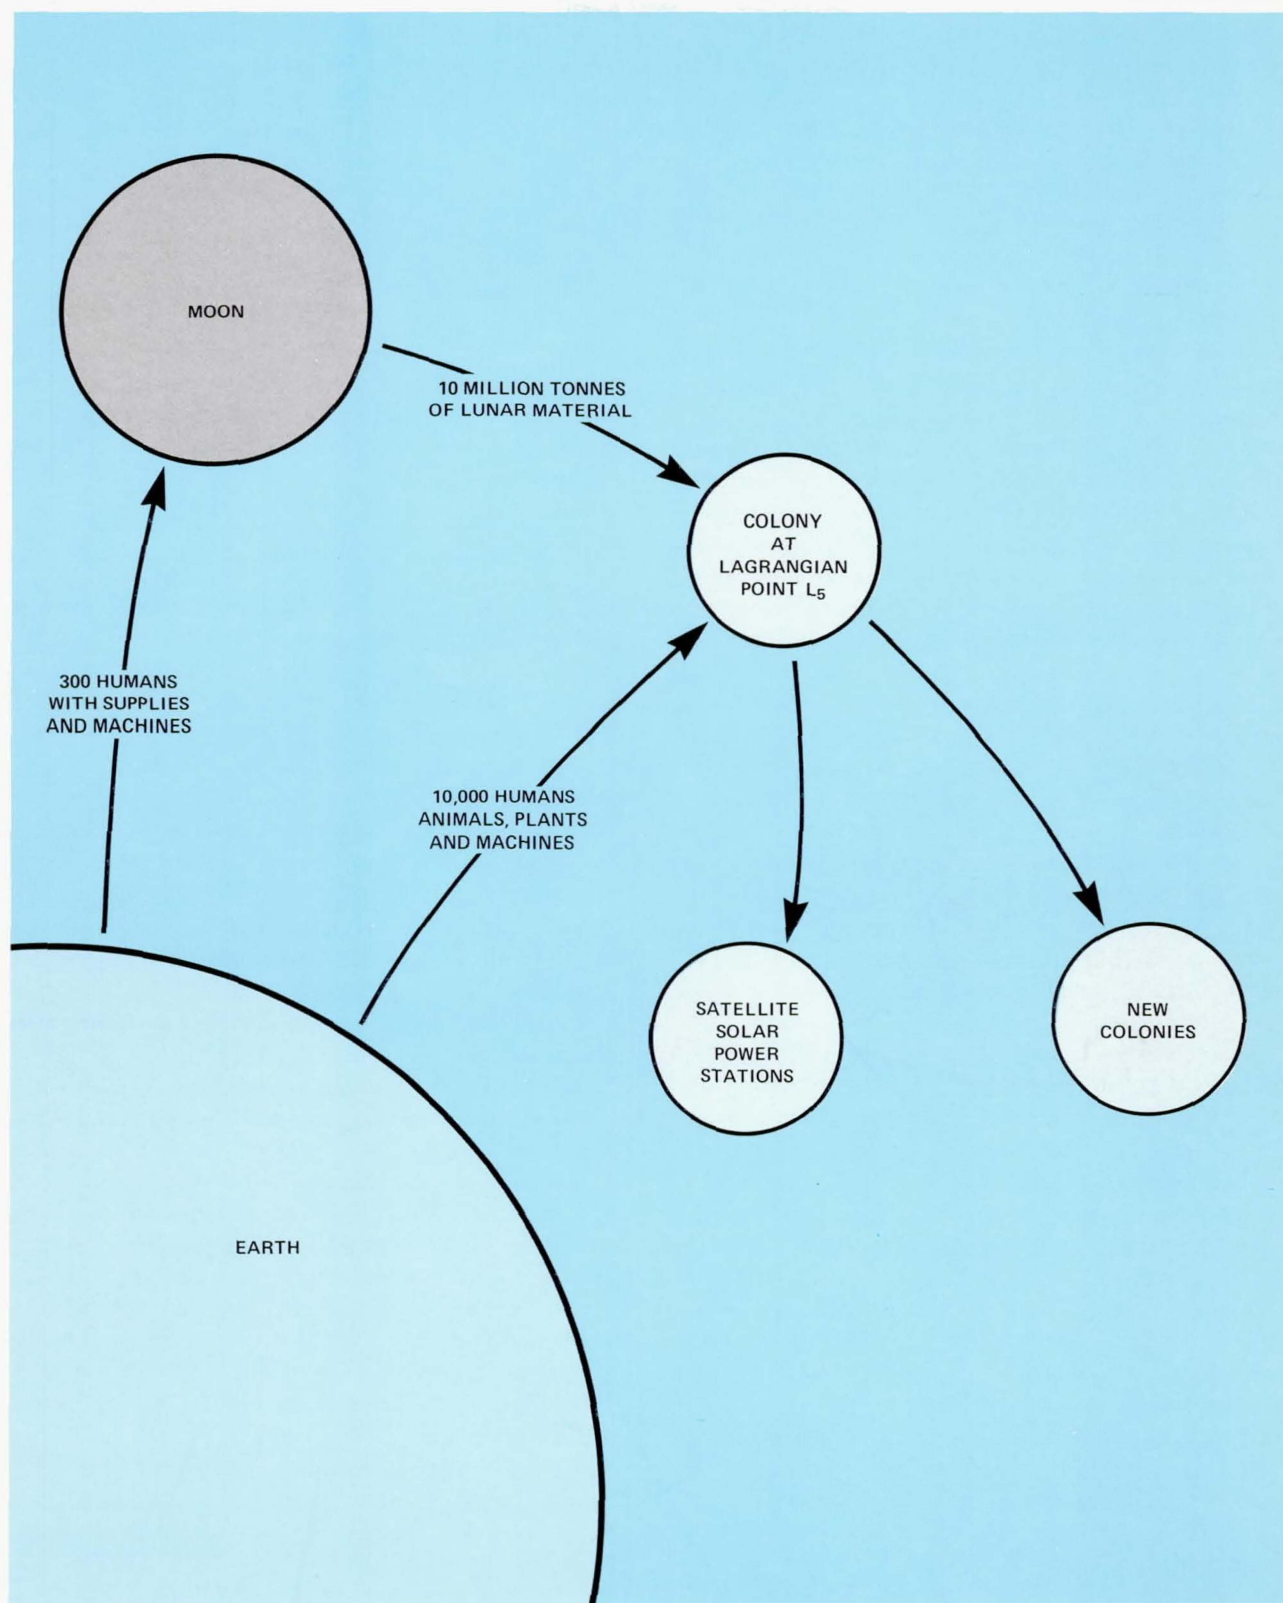 MOON
10 MILLION TONNES
OF LUNAR MATERIAL
COLONY
AT
LAGRANGIAN
POINT L₅
300 HUMANS
WITH SUPPLIES
AND MACHINES
10,000 HUMANS
ANIMALS, PLANTS
AND MACHINES
SATELLITE
SOLAR
POWER
STATIONS
NEW
COLONIES
EARTH